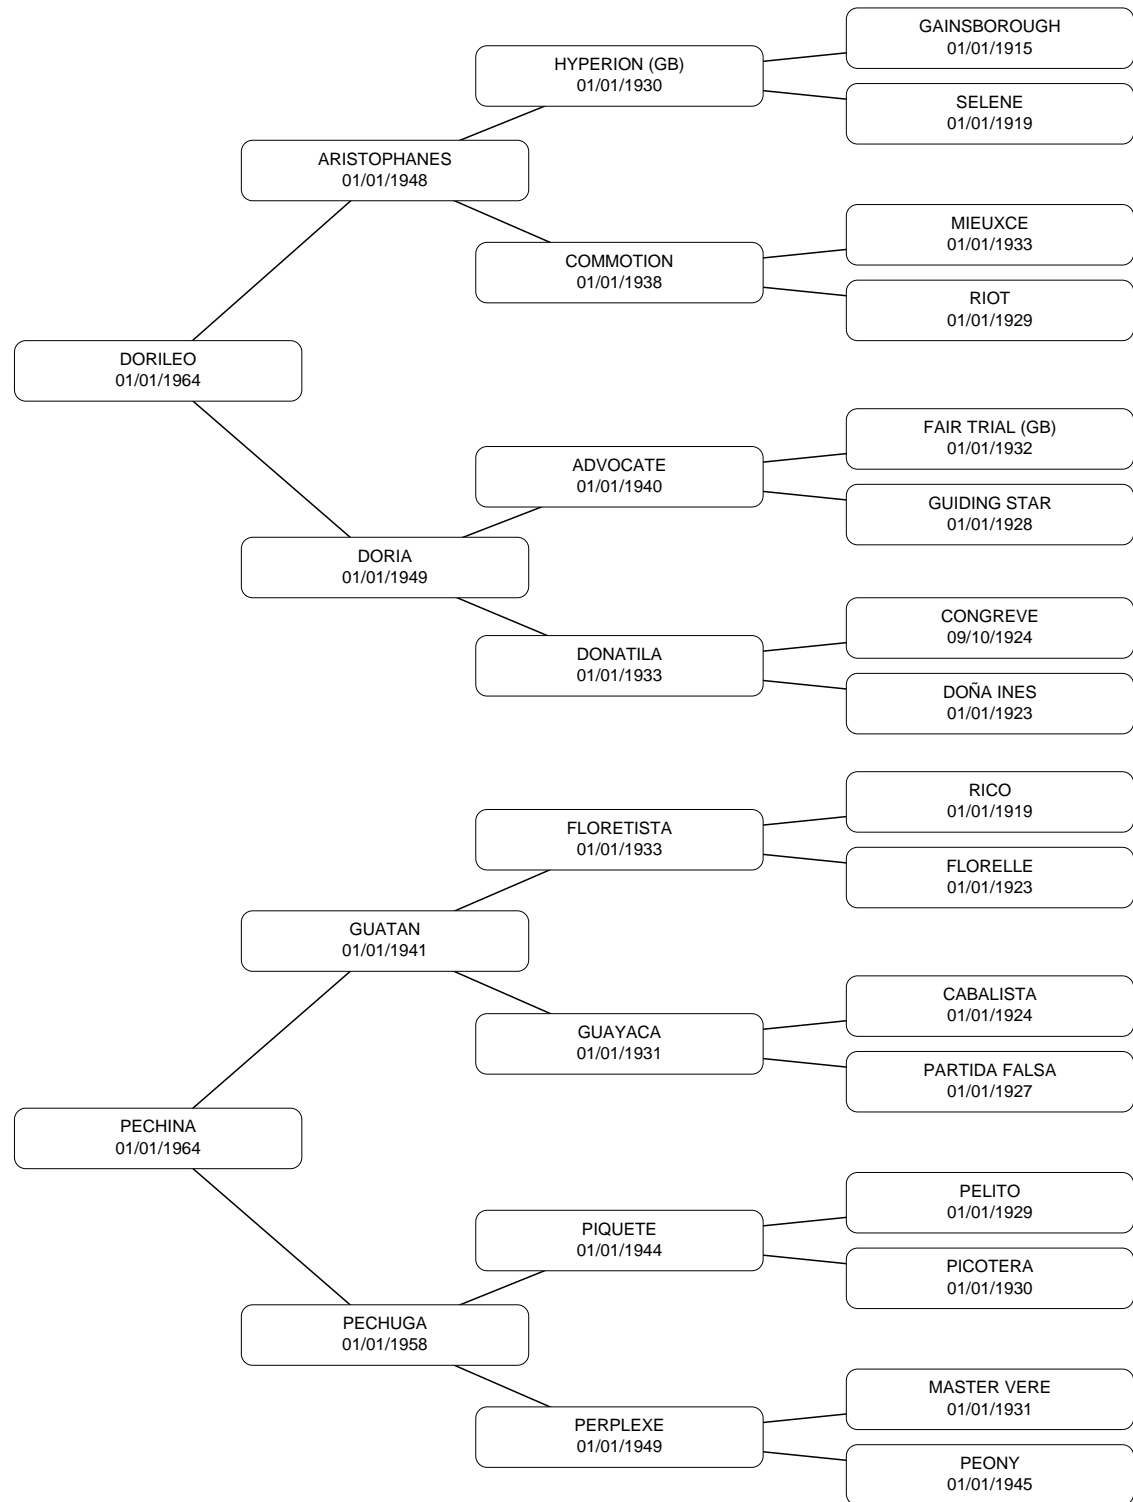 GAINSBOROUGH
01/01/1915
HYPERION (GB)
01/01/1930
SELENE
01/01/1919
ARISTOPHANES
01/01/1948
MIEUXCE
01/01/1933
COMMOTION
01/01/1938
RIOT
01/01/1929
DORILEO
01/01/1964
FAIR TRIAL (GB)
01/01/1932
ADVOCATE
01/01/1940
GUIDING STAR
01/01/1928
DORIA
01/01/1949
CONGREVE
09/10/1924
DONATILA
01/01/1933
DOÑA INES
01/01/1923
RICO
01/01/1919
FLORETISTA
01/01/1933
FLORELLE
01/01/1923
GUATAN
01/01/1941
CABALISTA
01/01/1924
GUAYACA
01/01/1931
PARTIDA FALSA
01/01/1927
PECHINA
01/01/1964
PELITO
01/01/1929
PIQUETE
01/01/1944
PICOTERA
01/01/1930
PECHUGA
01/01/1958
MASTER VERE
01/01/1931
PERPLEXE
01/01/1949
PEONY
01/01/1945